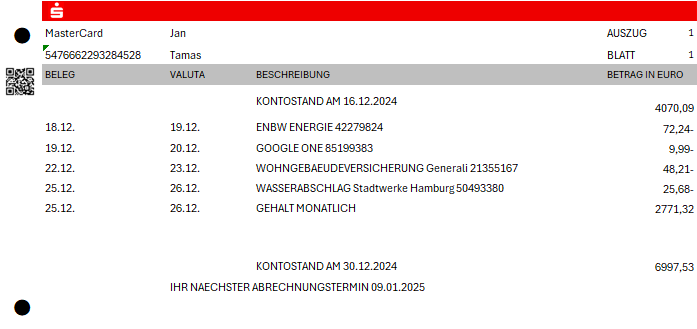 MasterCard Jan AUSZUG 1
5476662293284528 Tamas BLATT 1
BELEG VALUTA BESCHREIBUNG BETRAG IN EURO
KONTOSTAND AM 16.12.2024 4070,09
18.12. 19.12. ENBW ENERGIE 42279824 72,24-
19.12. 20.12. GOOGLE ONE 85199383 9,99-
22.12. 23.12. WOHNGEBAEUDEVERSICHERUNG Generali 21355167 48,21-
25.12. 26.12. WASSERABSCHLAG Stadtwerke Hamburg 50493380 25,68-
25.12. 26.12. GEHALT MONATLICH 2771,32
KONTOSTAND AM 30.12.2024 6997,53
IHR NAECHSTER ABRECHNUNGSTERMIN 09.01.2025